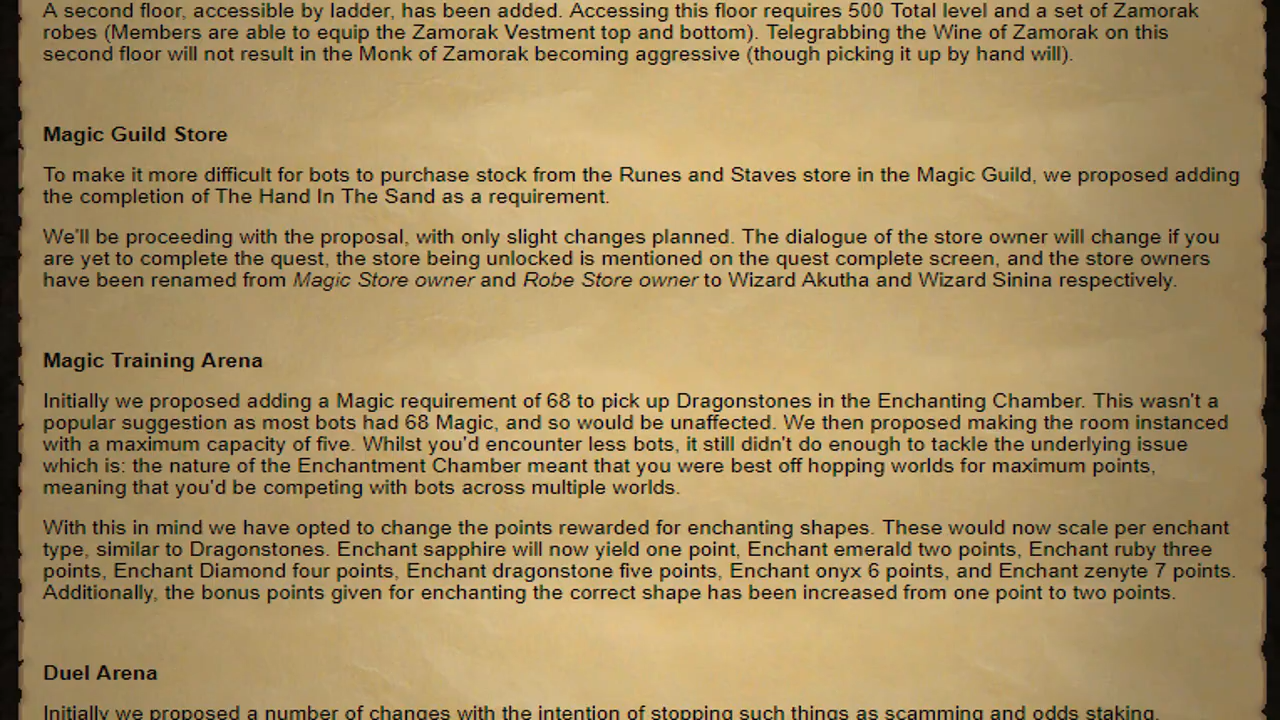 A second floor, accessible by ladder, has been added. Accessing this floor requires 500 Total level and a set of Zamorak
robes (Members are able to equip the Zamorak Vestment top and bottom). Telegrabbing the Wine of Zamorak on this
second floor will not result in the Monk of Zamorak becoming aggressive (though picking it up by hand will).
Magic Guild Store
To make it more difficult for bots to purchase stock from the Runes and Staves store in the Magic Guild, we proposed adding
the completion of The Hand In The Sand as a requirement.
We'll be proceeding with the proposal, with only slight changes planned. The dialogue of the store owner will change if you
are yet to complete the quest, the store being unlocked is mentioned on the quest complete screen, and the store owners
have been renamed from Magic Store owner and Robe Store owner to Wizard Akutha and Wizard Sinina respectively.
Magic Training Arena
Initially we proposed adding a Magic requirement of 68 to pick up Dragonstones in the Enchanting Chamber. This wasn't a
popular suggestion as most bots had 68 Magic, and so would be unaffected. We then proposed making the room instanced
with a maximum capacity of five. Whilst you'd encounter less bots, it still didn't do enough to tackle the underlying issue
which is: the nature of the Enchantment Chamber meant that you were best off hopping worlds for maximum points,
meaning that you'd be competing with bots across multiple worlds.
With this in mind we have opted to change the points rewarded for enchanting shapes. These would now scale per enchant
type, similar to Dragonstones. Enchant sapphire will now yield one point, Enchant emerald two points, Enchant ruby three
points, Enchant Diamond four points, Enchant dragonstone five points, Enchant onyx 6 points, and Enchant zenyte 7 points.
Additionally, the bonus points given for enchanting the correct shape has been increased from one point to two points.
Duel Arena
Initially we proposed a number of changes with the intention of stopping such things as scamming and odds staking.